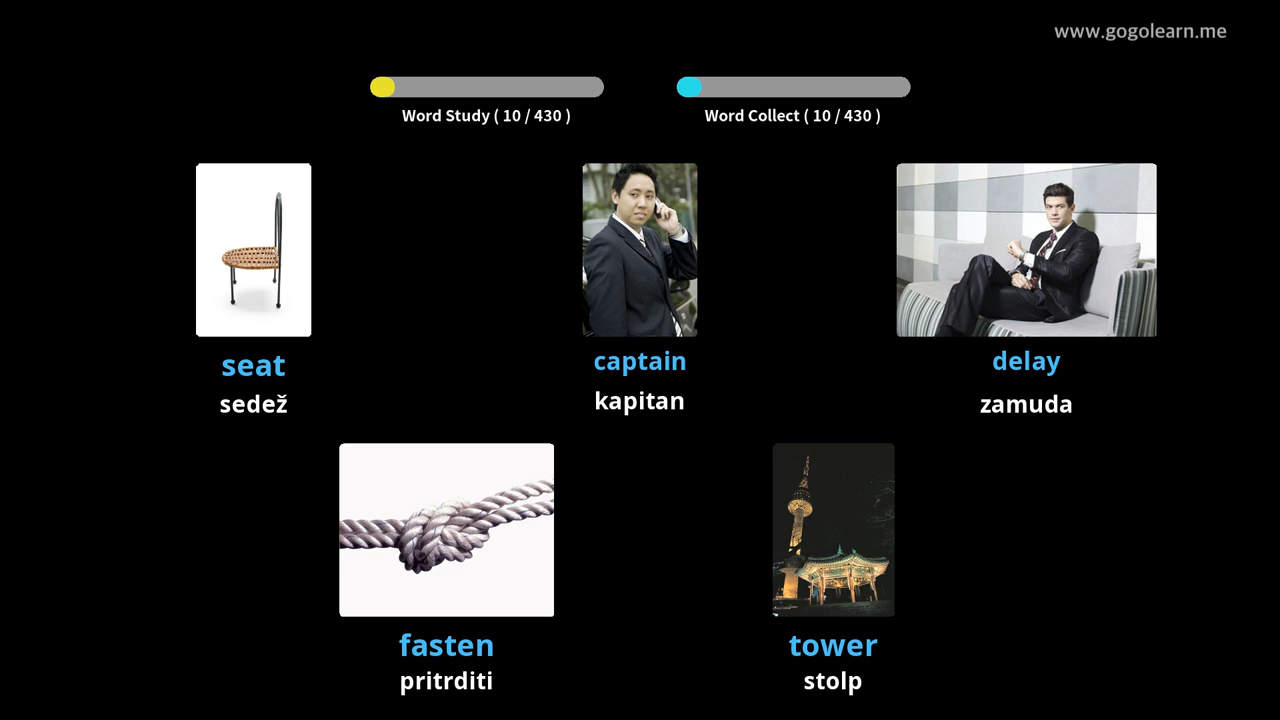 www.gogolearn.me
Word Study ( 10 / 430 )
Word Collect ( 10 / 430 )
seat
sedež
captain
kapitan
delay
zamuda
fasten
pritrditi
tower
stolp